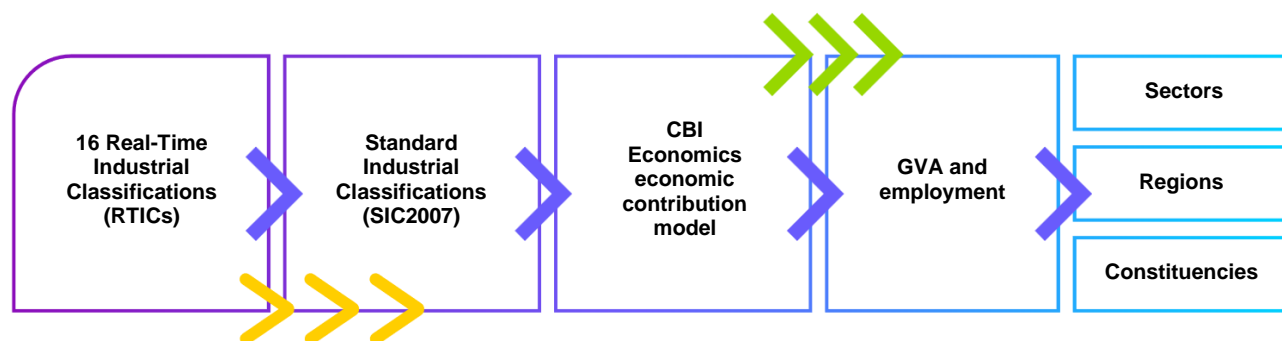 16 Real-Time
Industrial
Classifications
(RTICs)
Standard
Industrial
Classifications
(SIC2007)
CBI
Economics
economic
contribution
model
GVA and
employment
Sectors
Regions
Constituencies